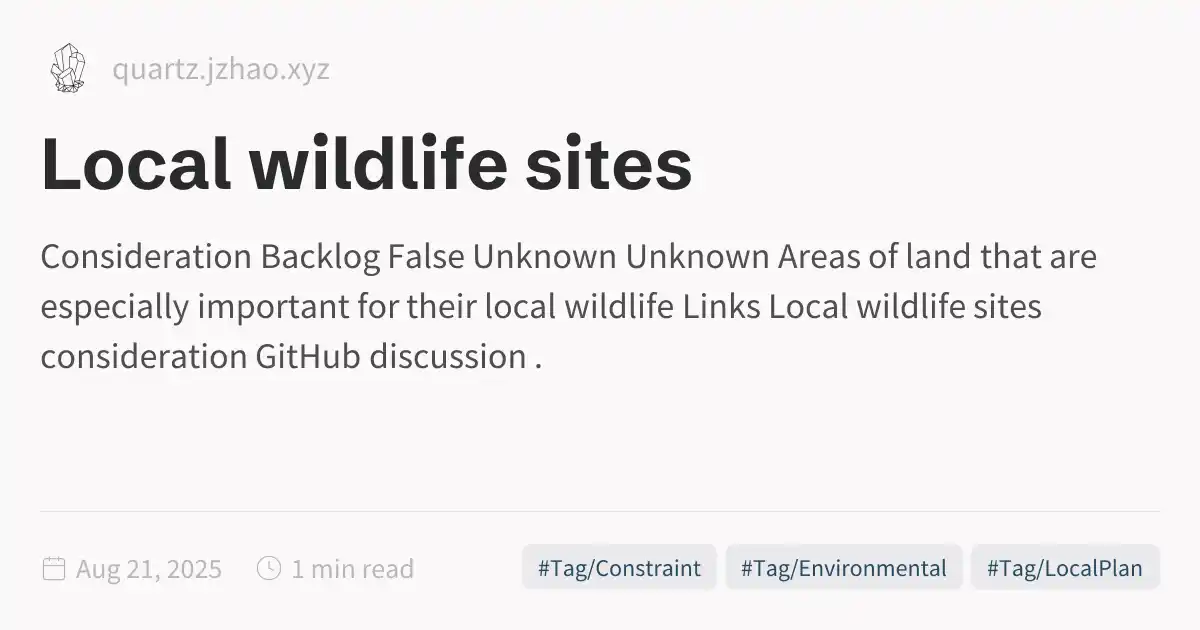 quartz.jzhao.xyz
Local wildlife sites
Consideration Backlog False Unknown Unknown Areas of land that are
especially important for their local wildlife Links Local wildlife sites
consideration GitHub discussion .
Aug 21, 2025 1 min read #Tag/Constraint #Tag/Environmental #Tag/LocalPlan